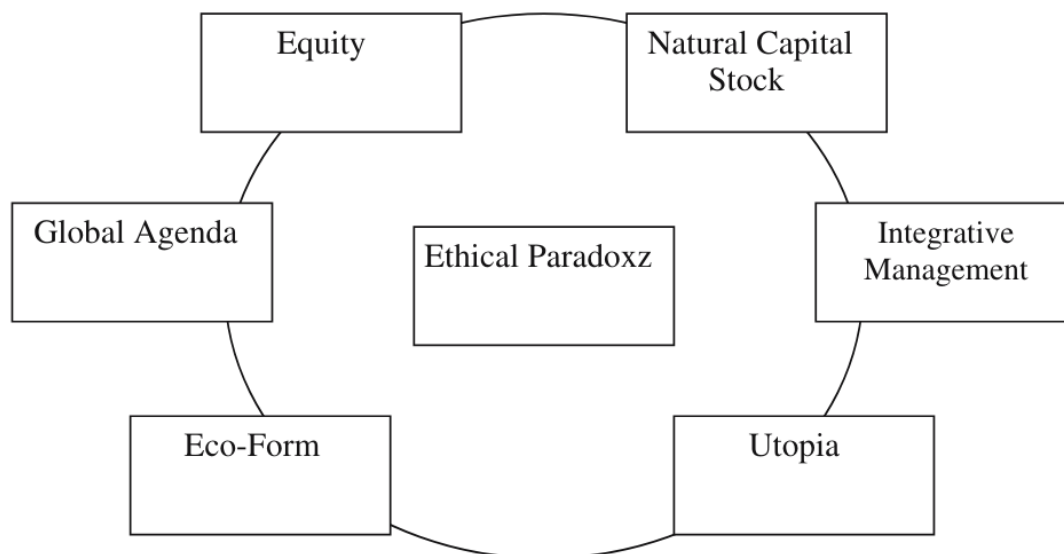 Equity
Natural Capital
Stock
Global Agenda
Ethical Paradoxz
Integrative
Management
Eco-Form
Utopia